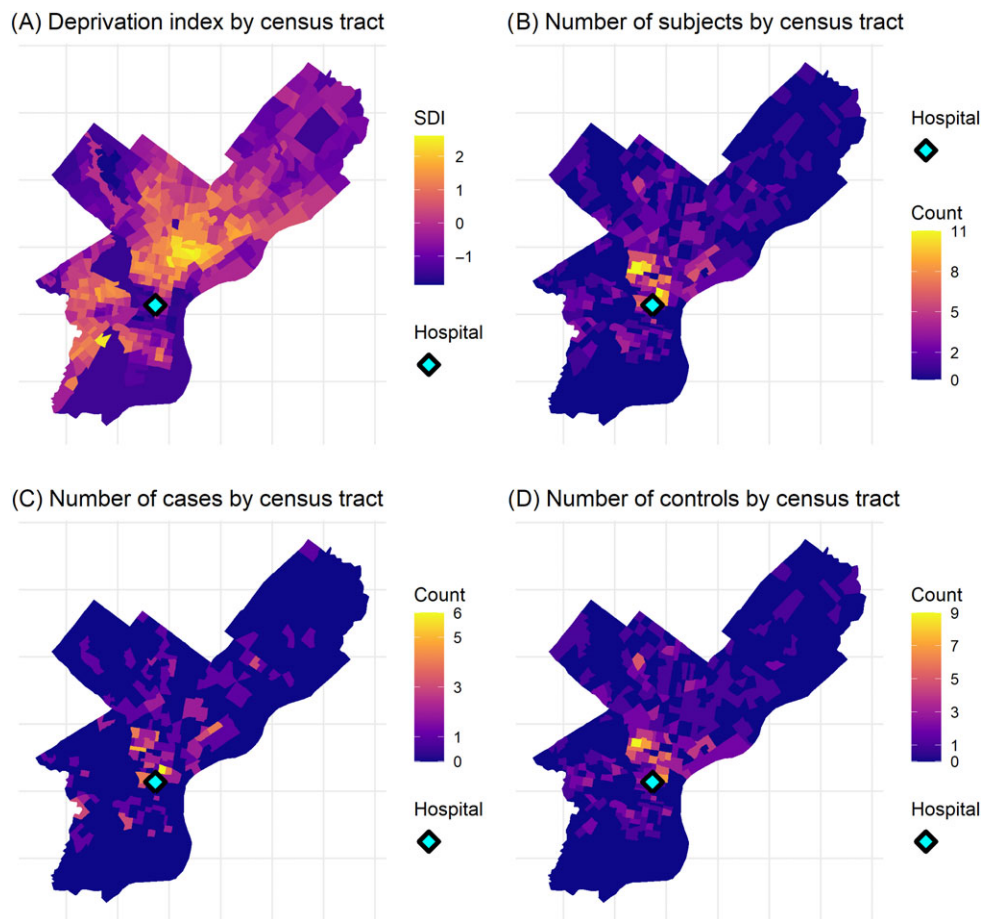 (A) Deprivation index by census tract
SDI
2
1
0
−1
Hospital
(B) Number of subjects by census tract
Hospital
Count
11
8
5
2
0
(C) Number of cases by census tract
Count
6
5
3
1
0
Hospital
(D) Number of controls by census tract
Count
9
7
5
3
1
0
Hospital